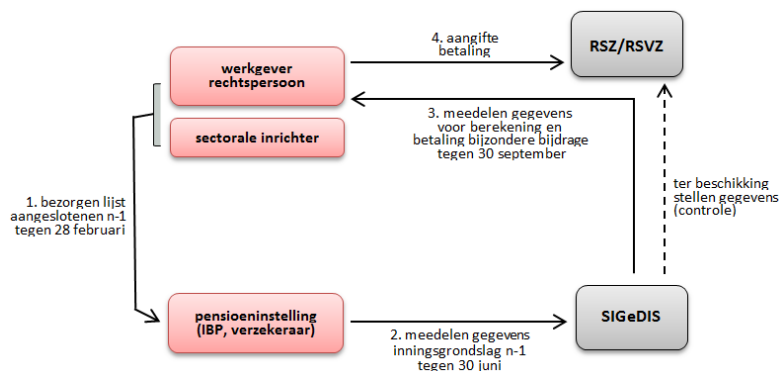 4. aangifte
betaling
RSZ/RSVZ
werkgever
rechtspersoon
3. meedelen gegevens
voor berekening en
betaling bijzondere bijdrage
tegen 30 september
sectorale inrichter
1. bezorgen lijst
aangeslotenen n-1
tegen 28 februari
ter beschikking
stellen gegevens
(controle)
pensioeninstelling
(IBP, verzekeraar)
SIGeDIS
2. meedelen gegevens
inningsgrondslag n-1
tegen 30 juni